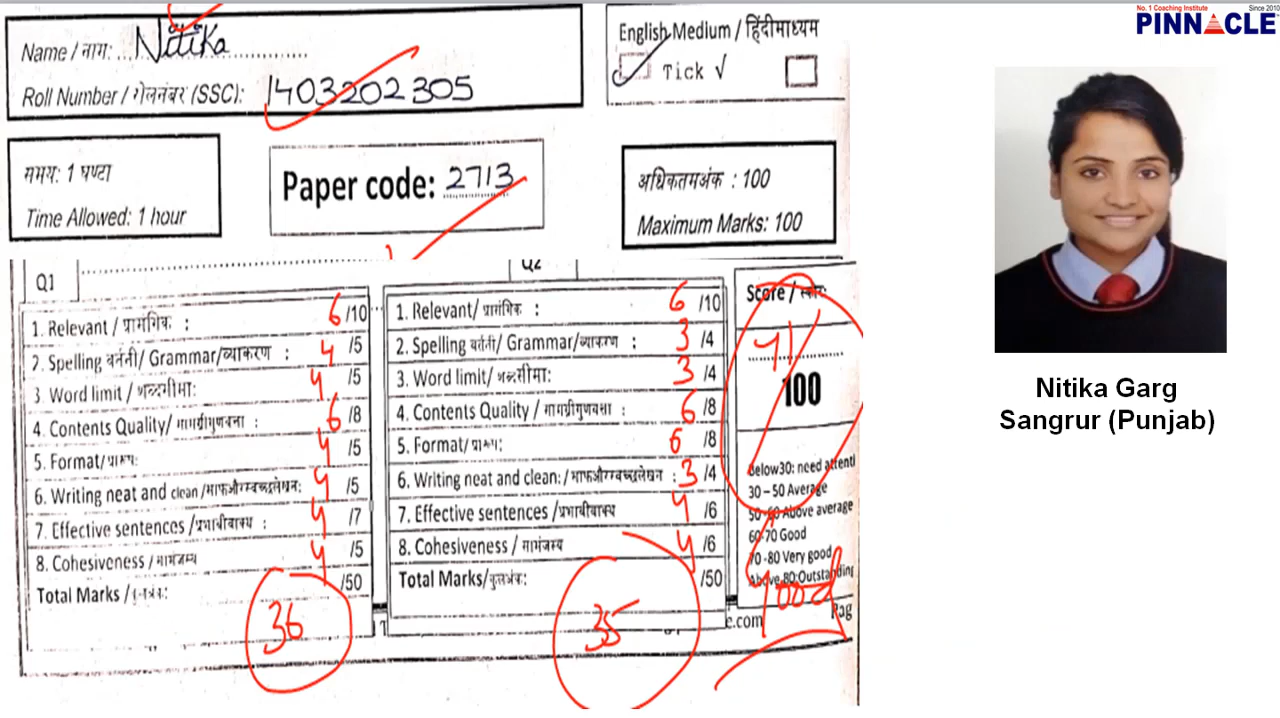 No. 1 Coaching Institute Since 2010
PINNACLE
Name / नाम: Nitika
Roll Number / रोलनंबर (SSC): 1403202305
English Medium / हिंदीमाध्यम
Tick √
समय: 1 घण्टा
Time Allowed: 1 hour
Paper code: 2713
अधिकतमअंक : 100
Maximum Marks: 100
Q1
1. Relevant / प्रासंगिक : 6 /10
2. Spelling वर्तनी/ Grammar/व्याकरण : 4 /5
3. Word limit / शब्दसीमा: 4 /5
4. Contents Quality / सामग्रीगुणवत्ता : 6 /8
5. Format/प्रारूप: 4 /5
6. Writing neat and clean /साफऔरस्वच्छलेखन: 4 /5
7. Effective sentences /प्रभावीवाक्य : 4 /7
8. Cohesiveness / सामंजस्य 4 /5
Total Marks /कुलअंक: /50
36
Q2
1. Relevant/ प्रासंगिक : 6 /10
2. Spelling वर्तनी/ Grammar/व्याकरण : 3 /4
3. Word limit/ शब्दसीमा: 3 /4
4. Contents Quality / सामग्रीगुणवत्ता : 6 /8
5. Format/प्रारूप: 6 /8
6. Writing neat and clean:/साफऔरस्वच्छलेखन : 3 /4
7. Effective sentences /प्रभावीवाक्य 4 /6
8. Cohesiveness / सामंजस्य 4 /6
Total Marks/कुलअंक: /50
35
Score / स्कोर:
71
100
Below30: need attenti
30 – 50 Average
50-60 Above average
60-70 Good
70 -80 Very good
Above-80:Outstanding
Good
e.com
Rag
Nitika Garg
Sangrur (Punjab)